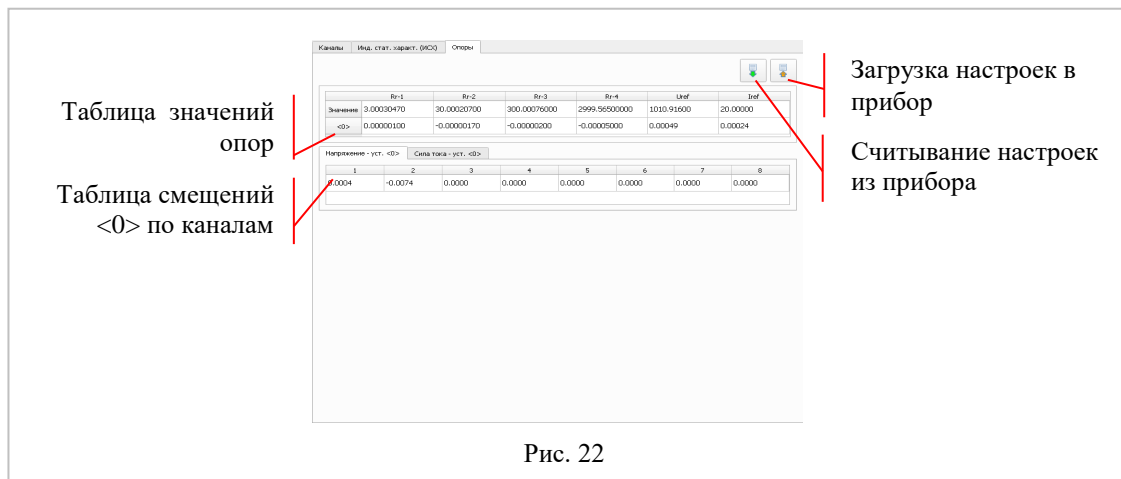 Каналы Инд. стат. характ. (ИСХ) Опоры
Загрузка настроек в
прибор
Таблица значений
опор
Rr-1 Rr-2 Rr-3 Rr-4 Uref Iref
Значение 3.00030470 30.00020700 300.00076000 2999.56500000 1010.91600 20.00000
<0> 0.00000100 -0.00000170 -0.00000200 -0.00005000 0.00049 0.00024
Считывание настроек
из прибора
Напряжение - уст. <0> Сила тока - уст. <0>
Таблица смещений
<0> по каналам
1 2 3 4 5 6 7 8
0.0004 -0.0074 0.0000 0.0000 0.0000 0.0000 0.0000 0.0000
Рис. 22